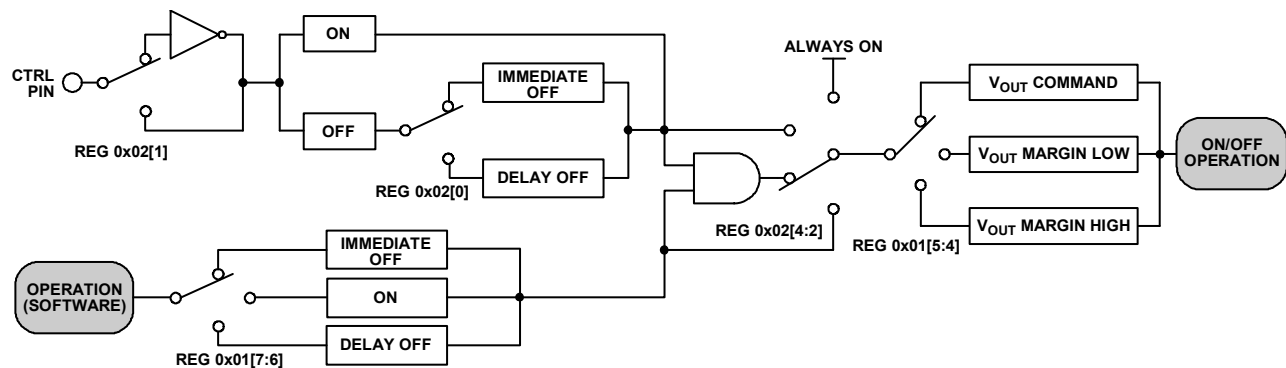 CTRL
PIN
REG 0x02[1]
ON
OFF
IMMEDIATE
OFF
DELAY OFF
REG 0x02[0]
ALWAYS ON
REG 0x02[4:2]
VOUT COMMAND
VOUT MARGIN LOW
VOUT MARGIN HIGH
REG 0x01[5:4]
ON/OFF
OPERATION
OPERATION
(SOFTWARE)
IMMEDIATE
OFF
ON
DELAY OFF
REG 0x01[7:6]